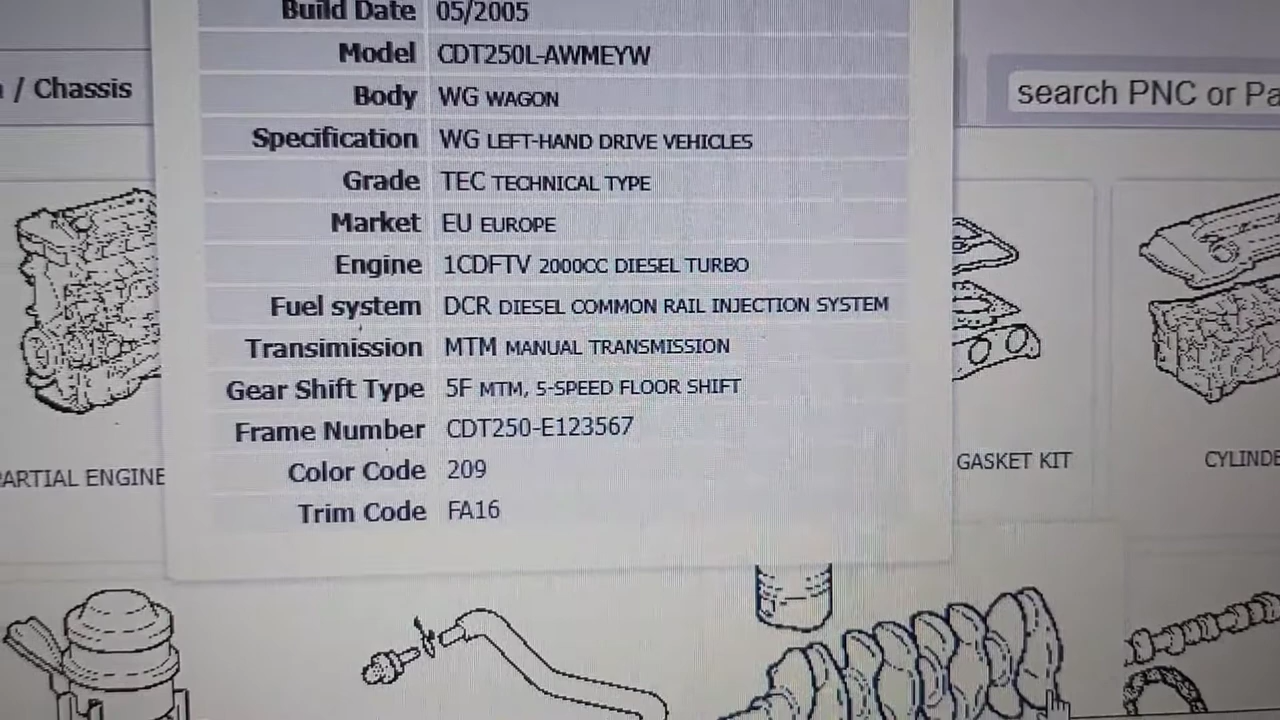 Build Date 05/2005
Model CDT250L-AWMEYW
/ Chassis
search PNC or Pa
Body WG WAGON
Specification WG LEFT-HAND DRIVE VEHICLES
Grade TEC TECHNICAL TYPE
Market EU EUROPE
Engine 1CDFTV 2000CC DIESEL TURBO
Fuel system DCR DIESEL COMMON RAIL INJECTION SYSTEM
Transimission MTM MANUAL TRANSMISSION
Gear Shift Type 5F MTM, 5-SPEED FLOOR SHIFT
Frame Number CDT250-E123567
Color Code 209
Trim Code FA16
ARTIAL ENGINE
GASKET KIT
CYLINDE